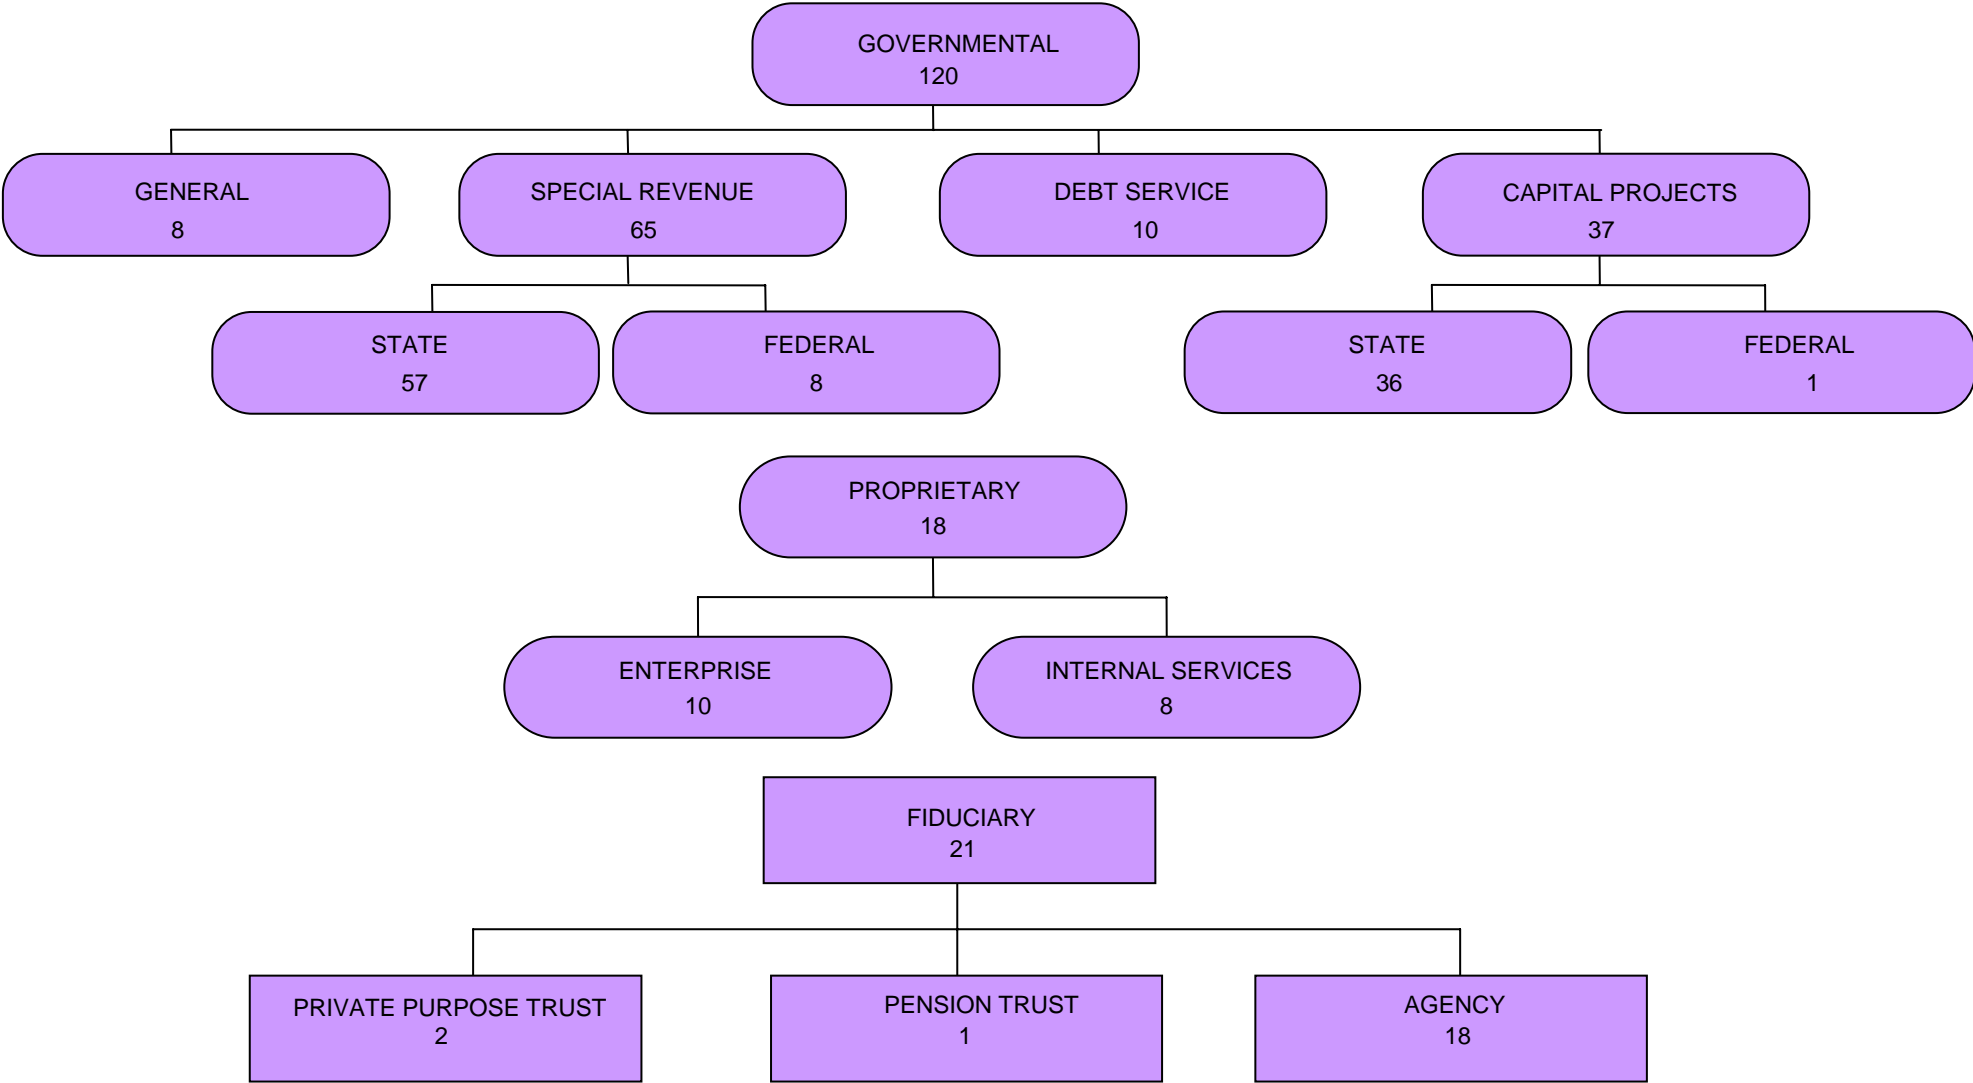 GOVERNMENTAL
120
GENERAL
8
SPECIAL REVENUE
65
DEBT SERVICE
10
CAPITAL PROJECTS
37
STATE
57
FEDERAL
8
STATE
36
FEDERAL
1
PROPRIETARY
18
ENTERPRISE
10
INTERNAL SERVICES
8
FIDUCIARY
21
PRIVATE PURPOSE TRUST
2
PENSION TRUST
1
AGENCY
18